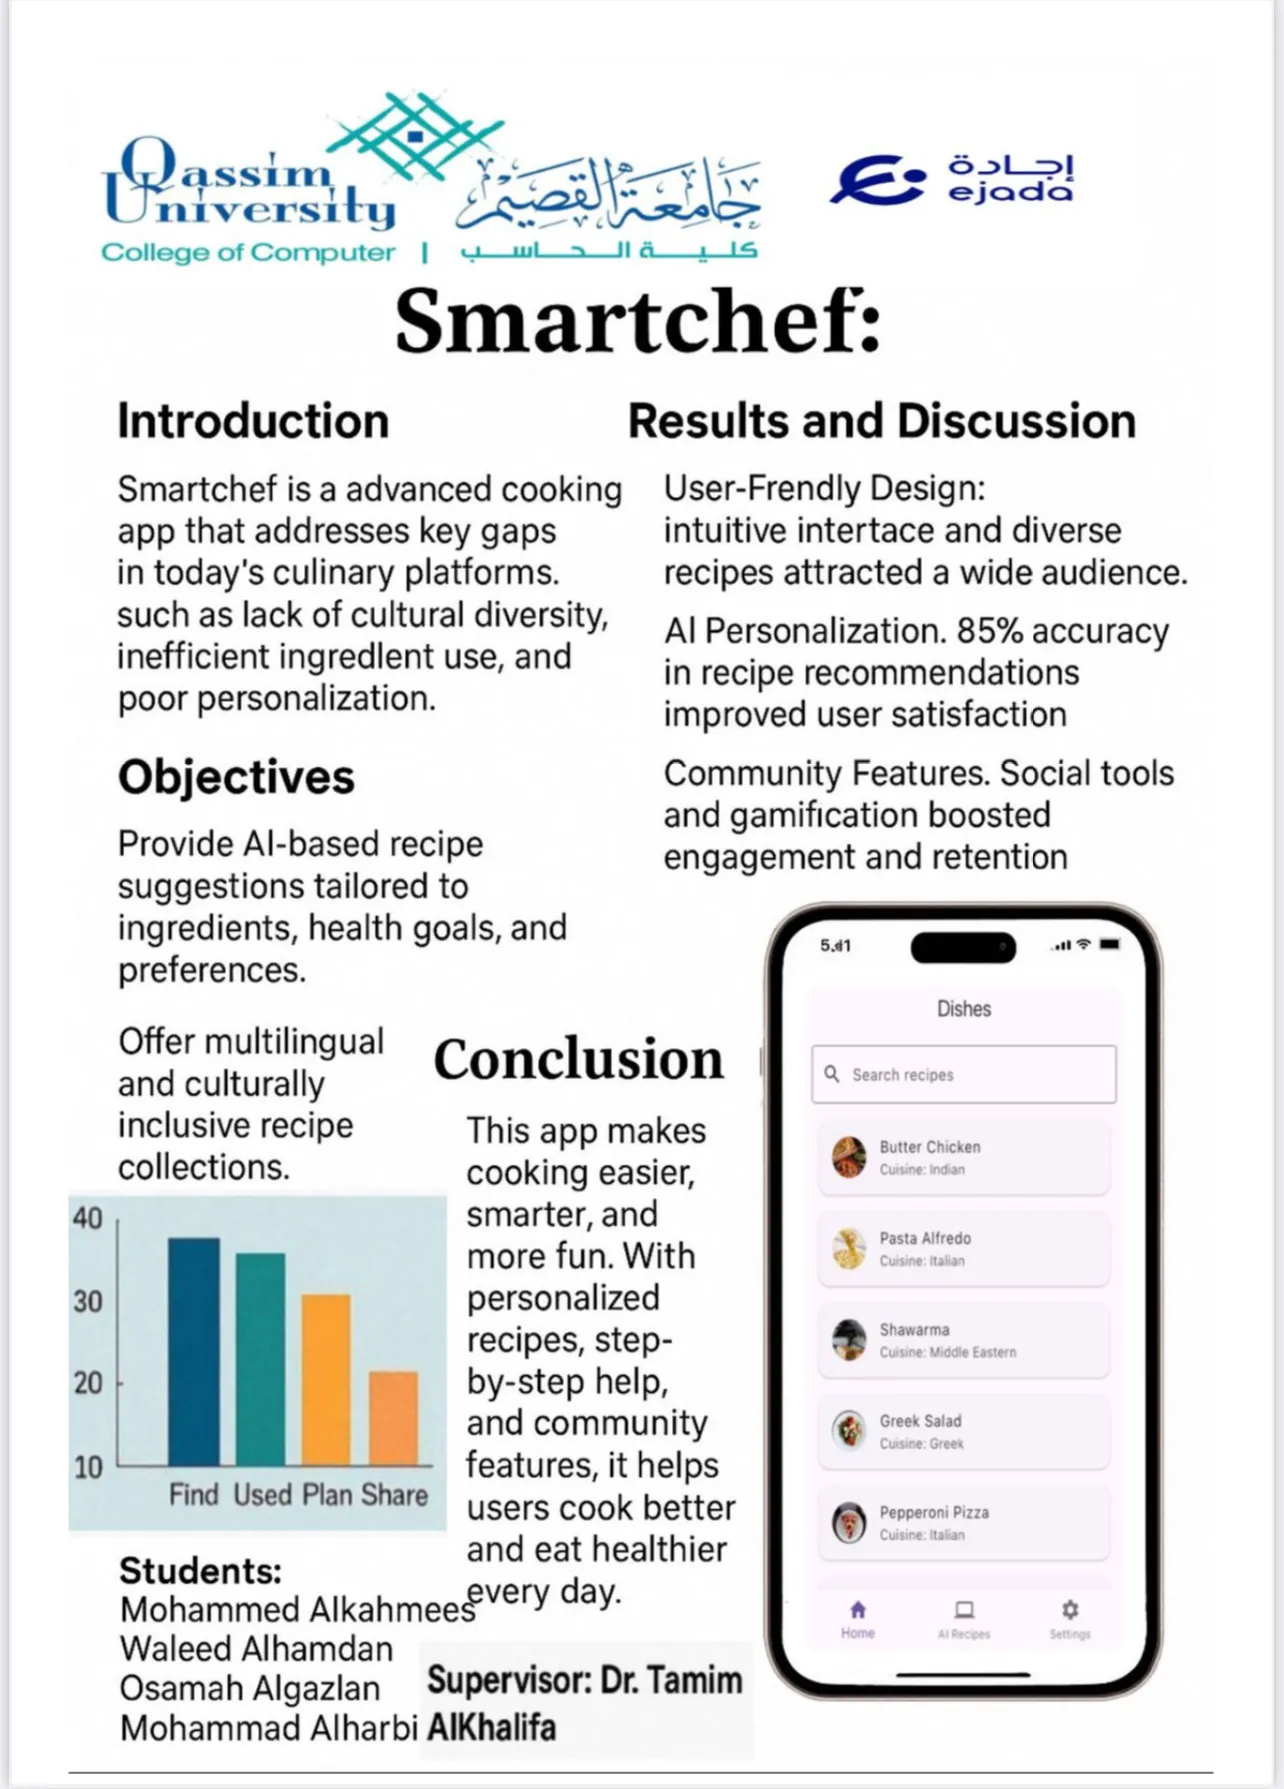 Qassim
University
جامعة القصيم
College of Computer | كلية الحاسب
إجادة
ejada
Smartchef:
Introduction
Smartchef is a advanced cooking
app that addresses key gaps
in today's culinary platforms.
such as lack of cultural diversity,
inefficient ingredlent use, and
poor personalization.
Objectives
Provide AI-based recipe
suggestions tailored to
ingredients, health goals, and
preferences.
Offer multilingual
and culturally
inclusive recipe
collections.
40
30
20
10
Find Used Plan Share
Students:
Mohammed Alkahmees
Waleed Alhamdan
Osamah Algazlan
Mohammad Alharbi
Conclusion
This app makes
cooking easier,
smarter, and
more fun. With
personalized
recipes, step-
by-step help,
and community
features, it helps
users cook better
and eat healthier
every day.
Supervisor: Dr. Tamim
AlKhalifa
Results and Discussion
User-Frendly Design:
intuitive intertace and diverse
recipes attracted a wide audience.
AI Personalization. 85% accuracy
in recipe recommendations
improved user satisfaction
Community Features. Social tools
and gamification boosted
engagement and retention
Dishes
Search recipes
Butter Chicken
Cuisine: Indian
Pasta Alfredo
Cuisine: Italian
Shawarma
Cuisine: Middle Eastern
Greek Salad
Cuisine: Greek
Pepperoni Pizza
Cuisine: Italian
Home AI Recipes Settings